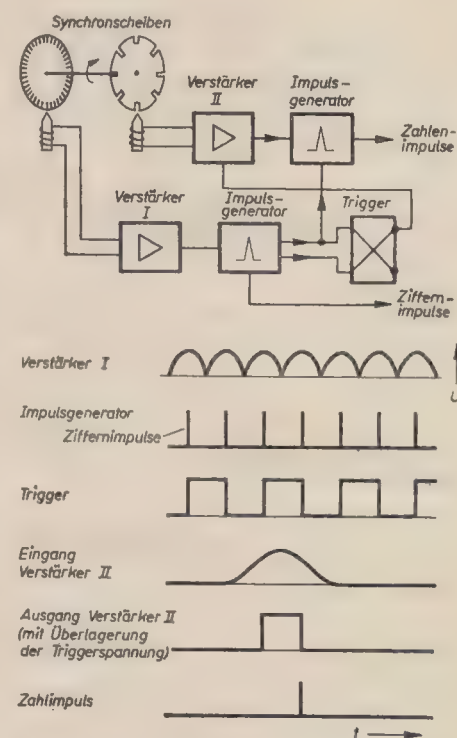 Synchronscheiben
Verstärker
II
Impuls-
generator
Zahlen-
impulse
Verstärker
I
Impuls-
generator
Trigger
Ziffern-
impulse
Verstärker I
U
Impulsgenerator
Ziffernimpulse
Trigger
Eingang
Verstärker II
Ausgang Verstärker II
(mit Überlagerung
der Triggerspannung)
Zahlimpuls
t